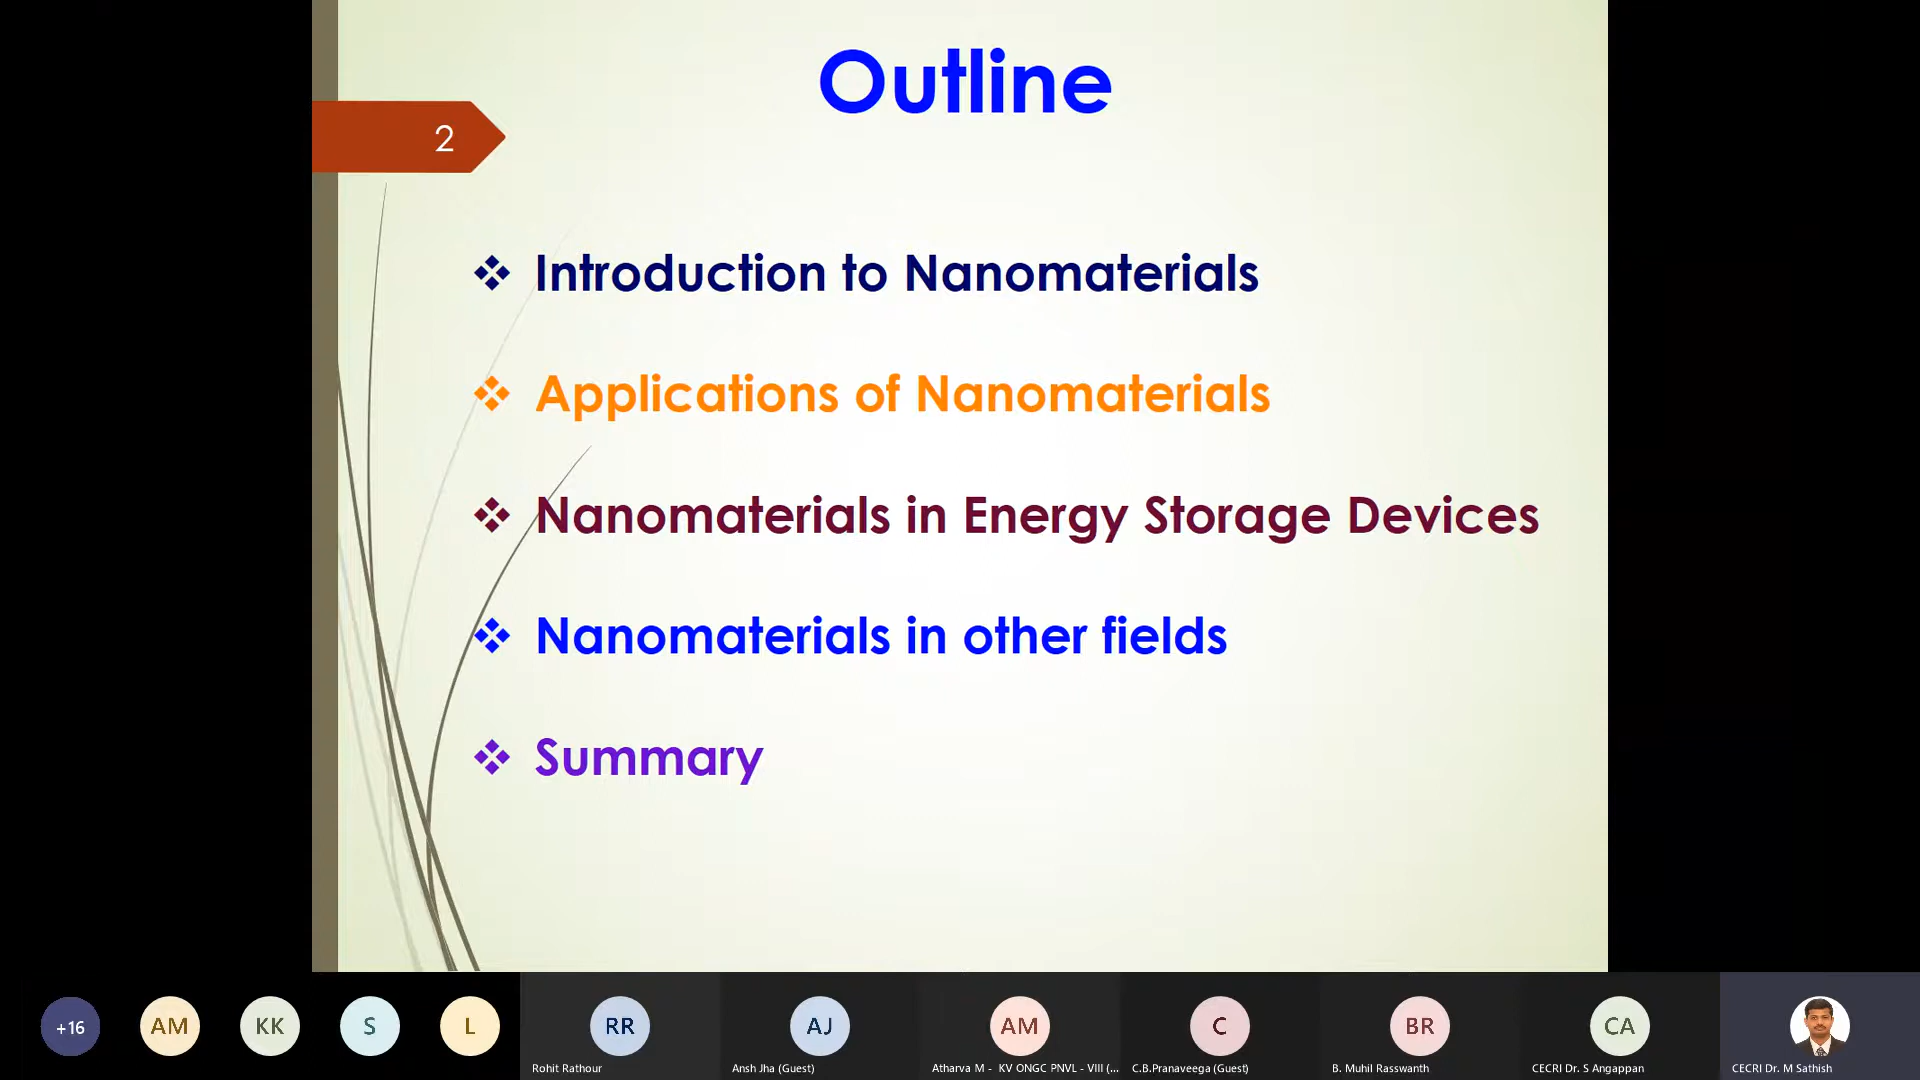 Outline
2
Introduction to Nanomaterials
Applications of Nanomaterials
Nanomaterials in Energy Storage Devices
Nanomaterials in other fields
Summary
+16
AM
KK
S
L
RR
AJ
AM
C
BR
CA
Rohit Rathour
Ansh Jha (Guest)
Atharva M - KV ONGC PNVL - VIII (...
C.B.Pranaveega (Guest)
B. Muhil Rasswanth
CECRI Dr. S Angappan
CECRI Dr. M Sathish